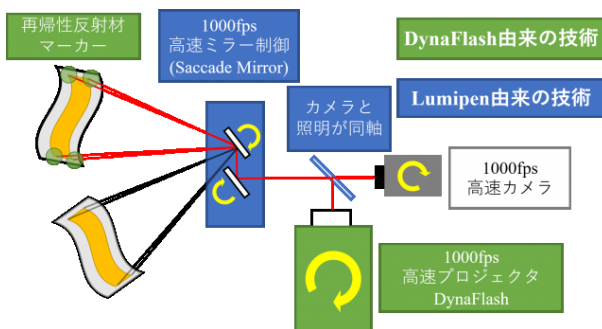 再帰性反射材
マーカー
1000fps
高速ミラー制御
(Saccade Mirror)
DynaFlash由来の技術
Lumipen由来の技術
カメラと
照明が同軸
1000fps
高速カメラ
1000fps
高速プロジェクタ
DynaFlash